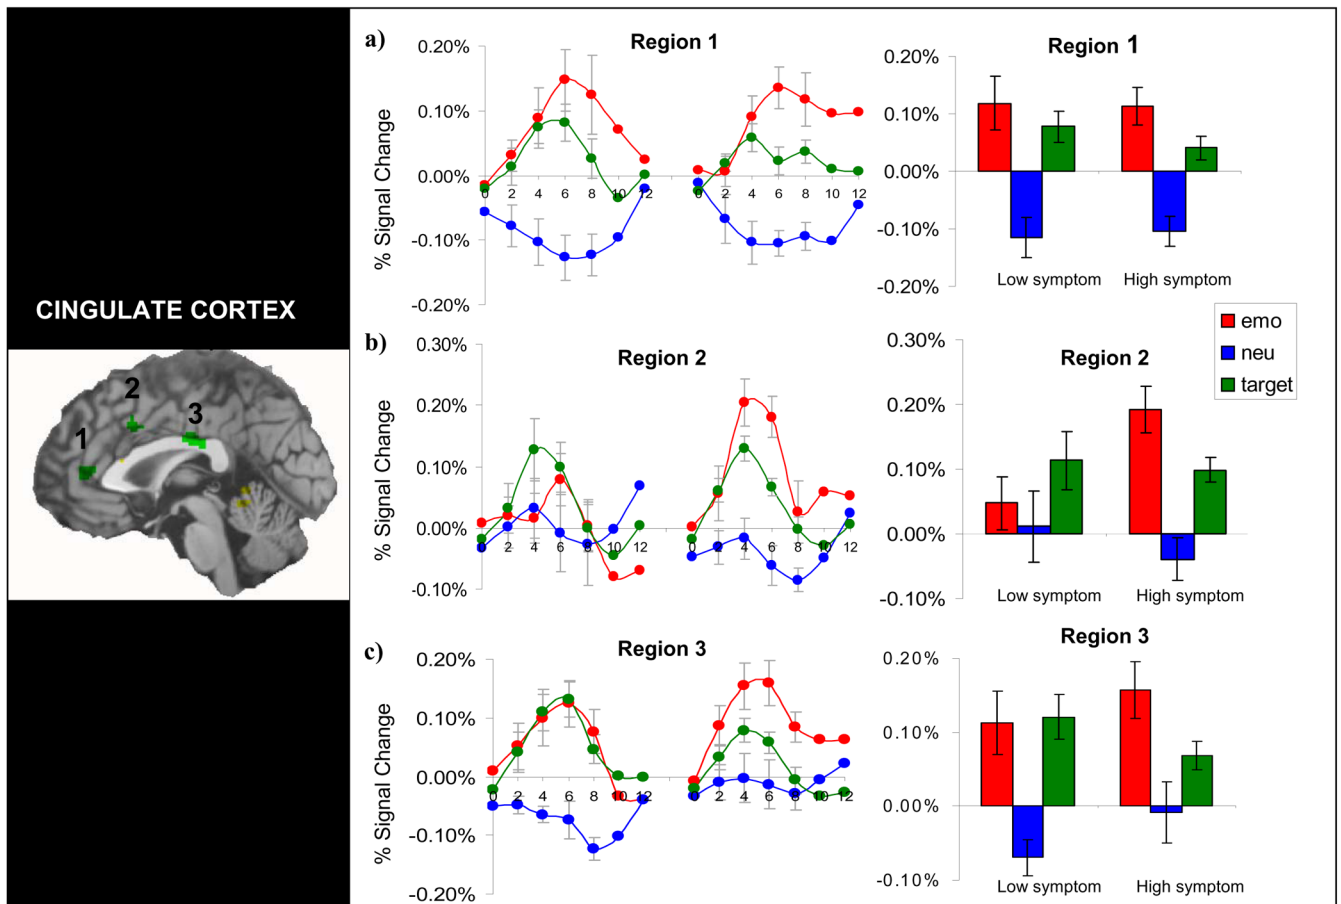 CINGULATE CORTEX
1
2
3
a)
Region 1
% Signal Change
0.20%
0.10%
0.00%
-0.10%
-0.20%
0 2 4 6 8 10 12
0 2 4 6 8 10 12
Region 1
0.20%
0.10%
0.00%
-0.10%
-0.20%
Low symptom High symptom
emo
neu
target
b)
Region 2
% Signal Change
0.30%
0.20%
0.10%
0.00%
-0.10%
0 2 4 6 8 10 12
0 2 4 6 8 10 12
Region 2
0.30%
0.20%
0.10%
0.00%
-0.10%
Low symptom High symptom
c)
Region 3
% Signal Change
0.20%
0.10%
0.00%
-0.10%
-0.20%
0 2 4 6 8 10 12
0 2 4 6 8 10 12
Region 3
0.20%
0.10%
0.00%
-0.10%
Low symptom High symptom